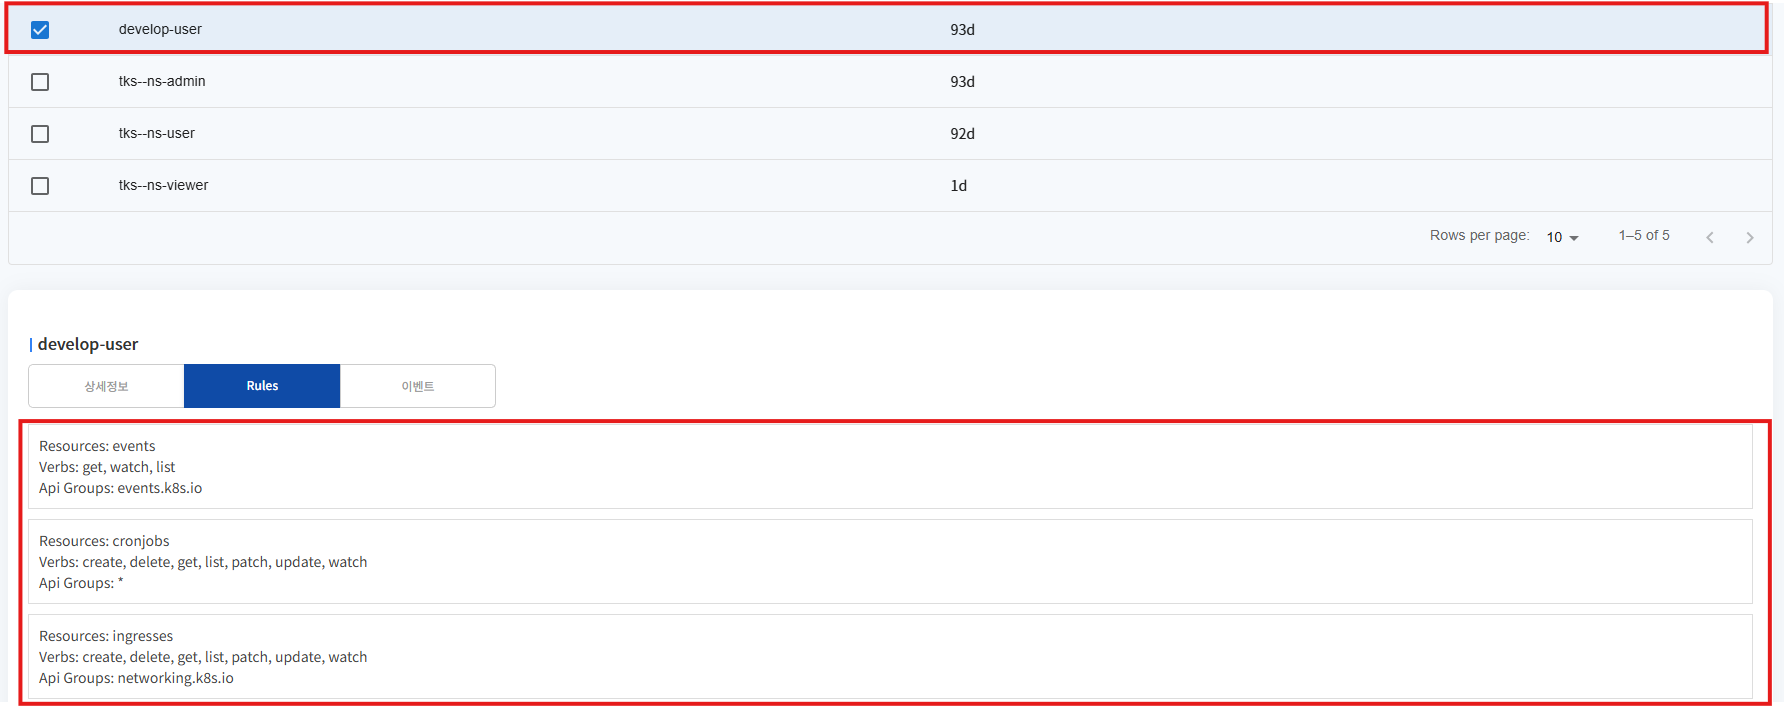 develop-user 93d
tks--ns-admin 93d
tks--ns-user 92d
tks--ns-viewer 1d
Rows per page: 10 1–5 of 5
develop-user
상세정보 Rules 이벤트
Resources: events
Verbs: get, watch, list
Api Groups: events.k8s.io
Resources: cronjobs
Verbs: create, delete, get, list, patch, update, watch
Api Groups: *
Resources: ingresses
Verbs: create, delete, get, list, patch, update, watch
Api Groups: networking.k8s.io